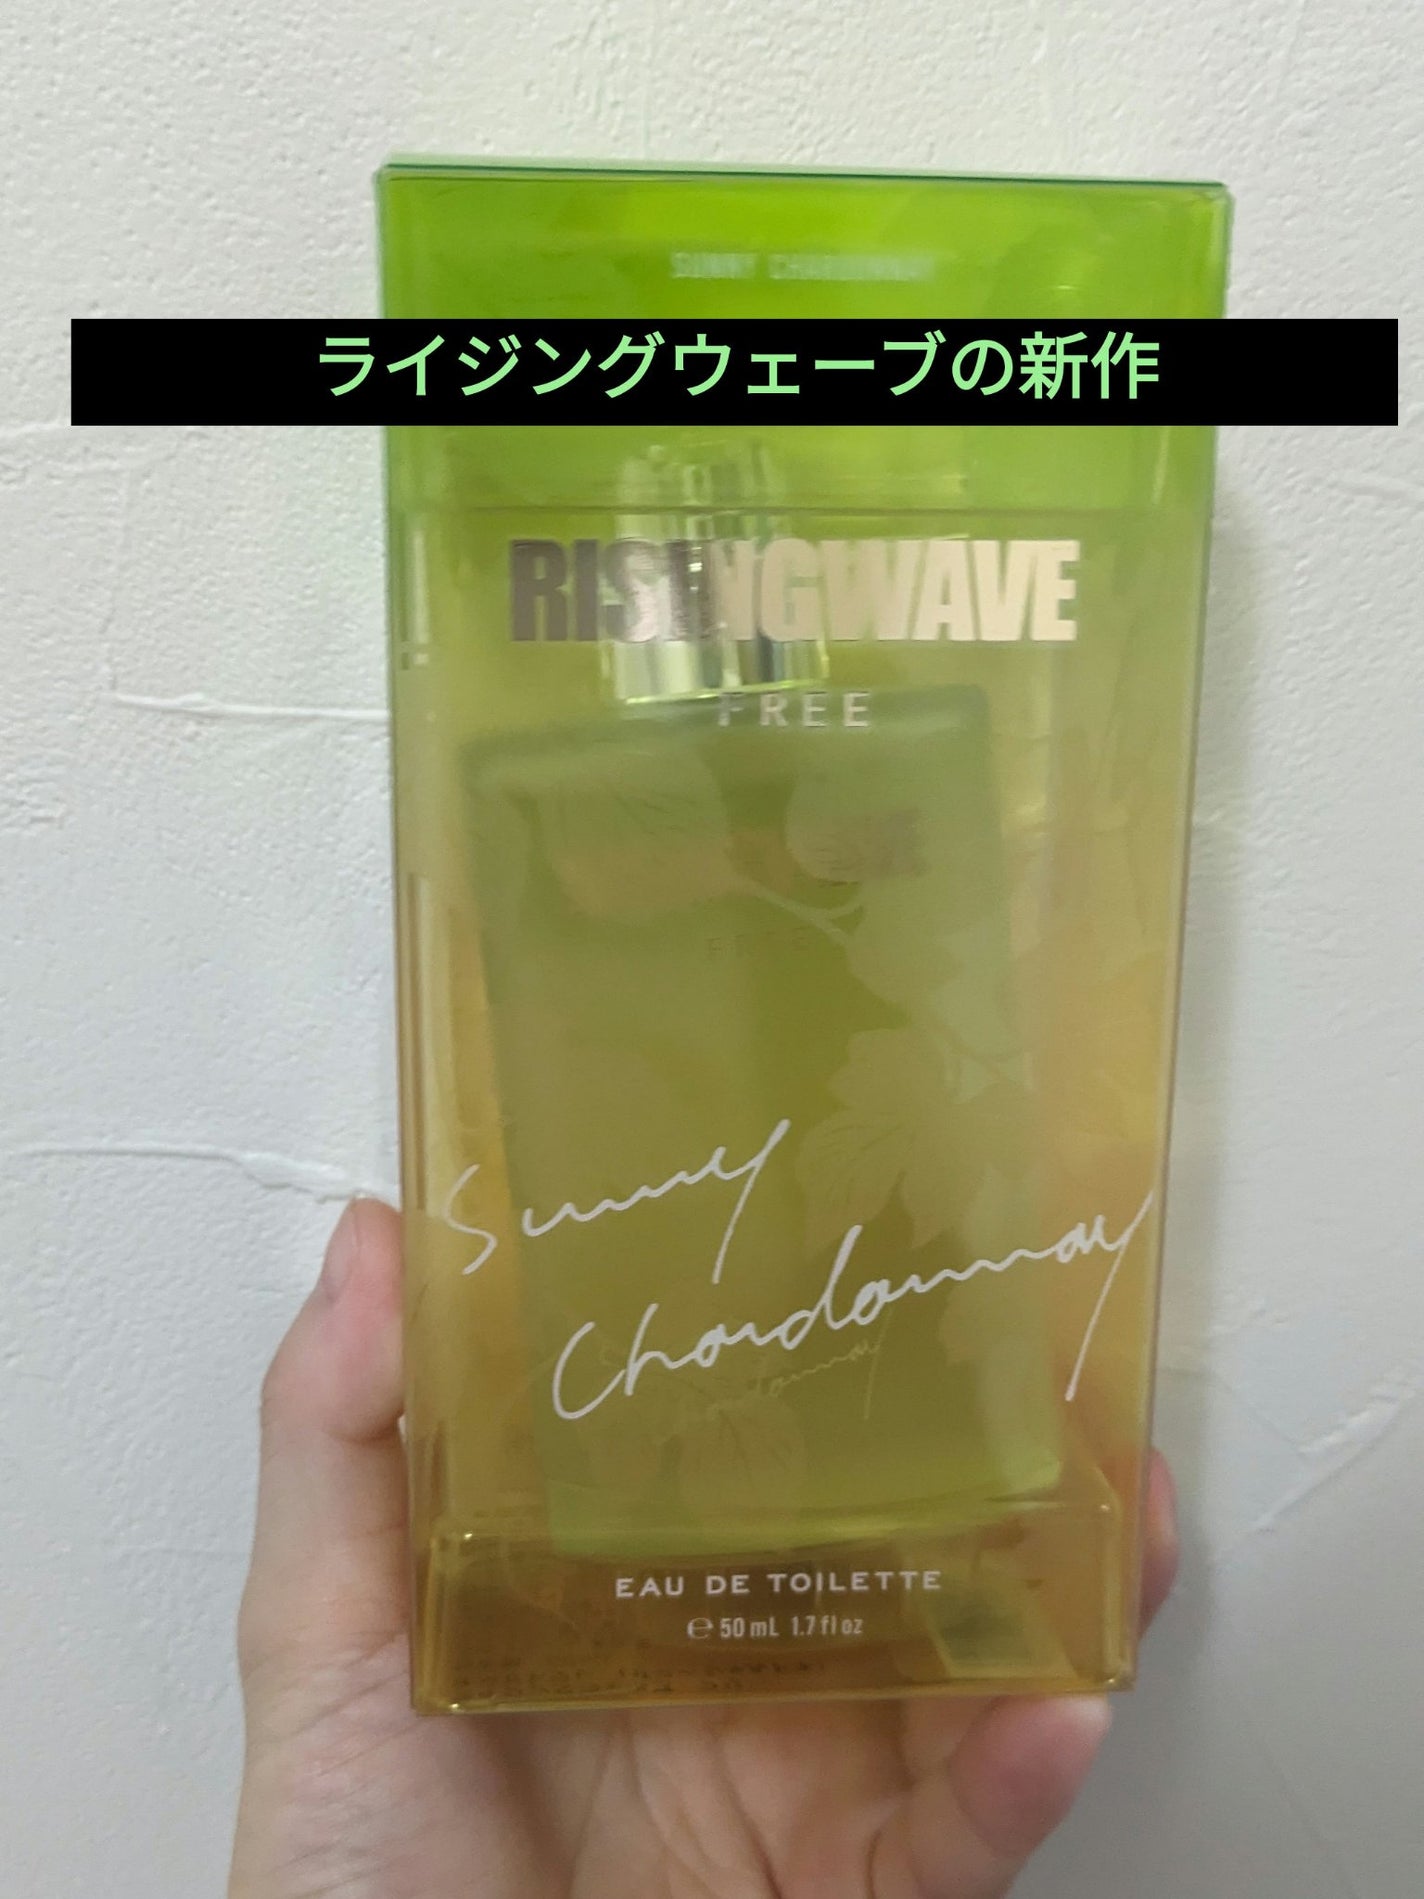 SUNNY CHARDONNAY
ライジングウェーブの新作
RISINGWAVE
FREE
Sunny
Chardonnay
EAU DE TOILETTE
℮ 50 mL 1.7 fl oz